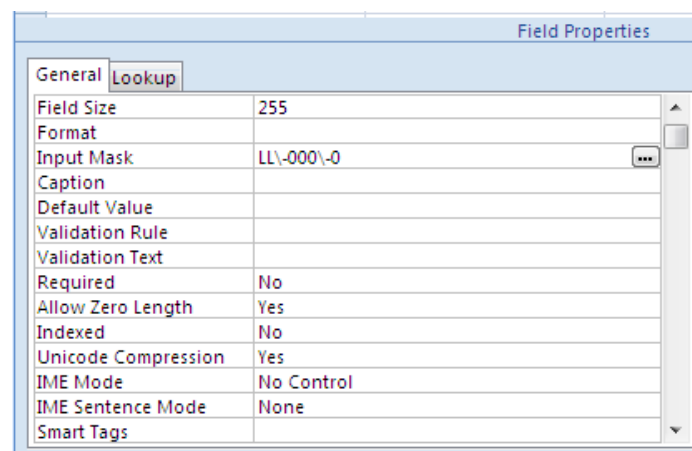 Field Properties
General Lookup
Field Size 255
Format
Input Mask LL\-000\-0 ...
Caption
Default Value
Validation Rule
Validation Text
Required No
Allow Zero Length Yes
Indexed No
Unicode Compression Yes
IME Mode No Control
IME Sentence Mode None
Smart Tags